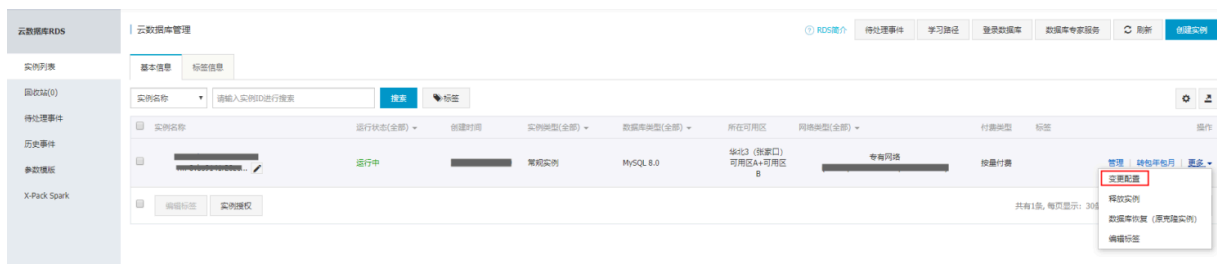 云数据库RDS
云数据库管理
RDS简介 待处理事件 学习路径 登录数据库 数据库专家服务 刷新 创建实例
实例列表
基本信息 标签信息
回收站(0)
实例名称 请输入实例ID进行搜索 搜索 标签
待处理事件
实例名称 运行状态(全部) 创建时间 实例类型(全部) 数据库类型(全部) 所在可用区 网络类型(全部) 付费类型 标签 操作
历史事件
参数模板
运行中 常规实例 MySQL 8.0 华北3（张家口）
可用区A+可用区
B
专有网络
按量付费 管理 转包年包月 更多
X-Pack Spark
变更配置
释放实例
数据库恢复（原克隆实例）
编辑标签
编辑标签 实例授权 共有1条, 每页显示: 30